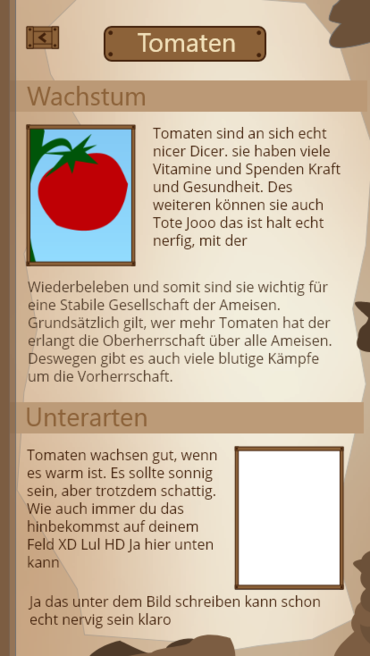 Tomaten
Wachstum
Tomaten sind an sich echt
nicer Dicer. sie haben viele
Vitamine und Spenden Kraft
und Gesundheit. Des
weiteren können sie auch
Tote Jooo das ist halt echt
nerfig, mit der
Wiederbeleben und somit sind sie wichtig für
eine Stabile Gesellschaft der Ameisen.
Grundsätzlich gilt, wer mehr Tomaten hat der
erlangt die Oberherrschaft über alle Ameisen.
Deswegen gibt es auch viele blutige Kämpfe
um die Vorherrschaft.
Unterarten
Tomaten wachsen gut, wenn
es warm ist. Es sollte sonnig
sein, aber trotzdem schattig.
Wie auch immer du das
hinbekommst auf deinem
Feld XD Lul HD Ja hier unten
kann
Ja das unter dem Bild schreiben kann schon
echt nervig sein klaro